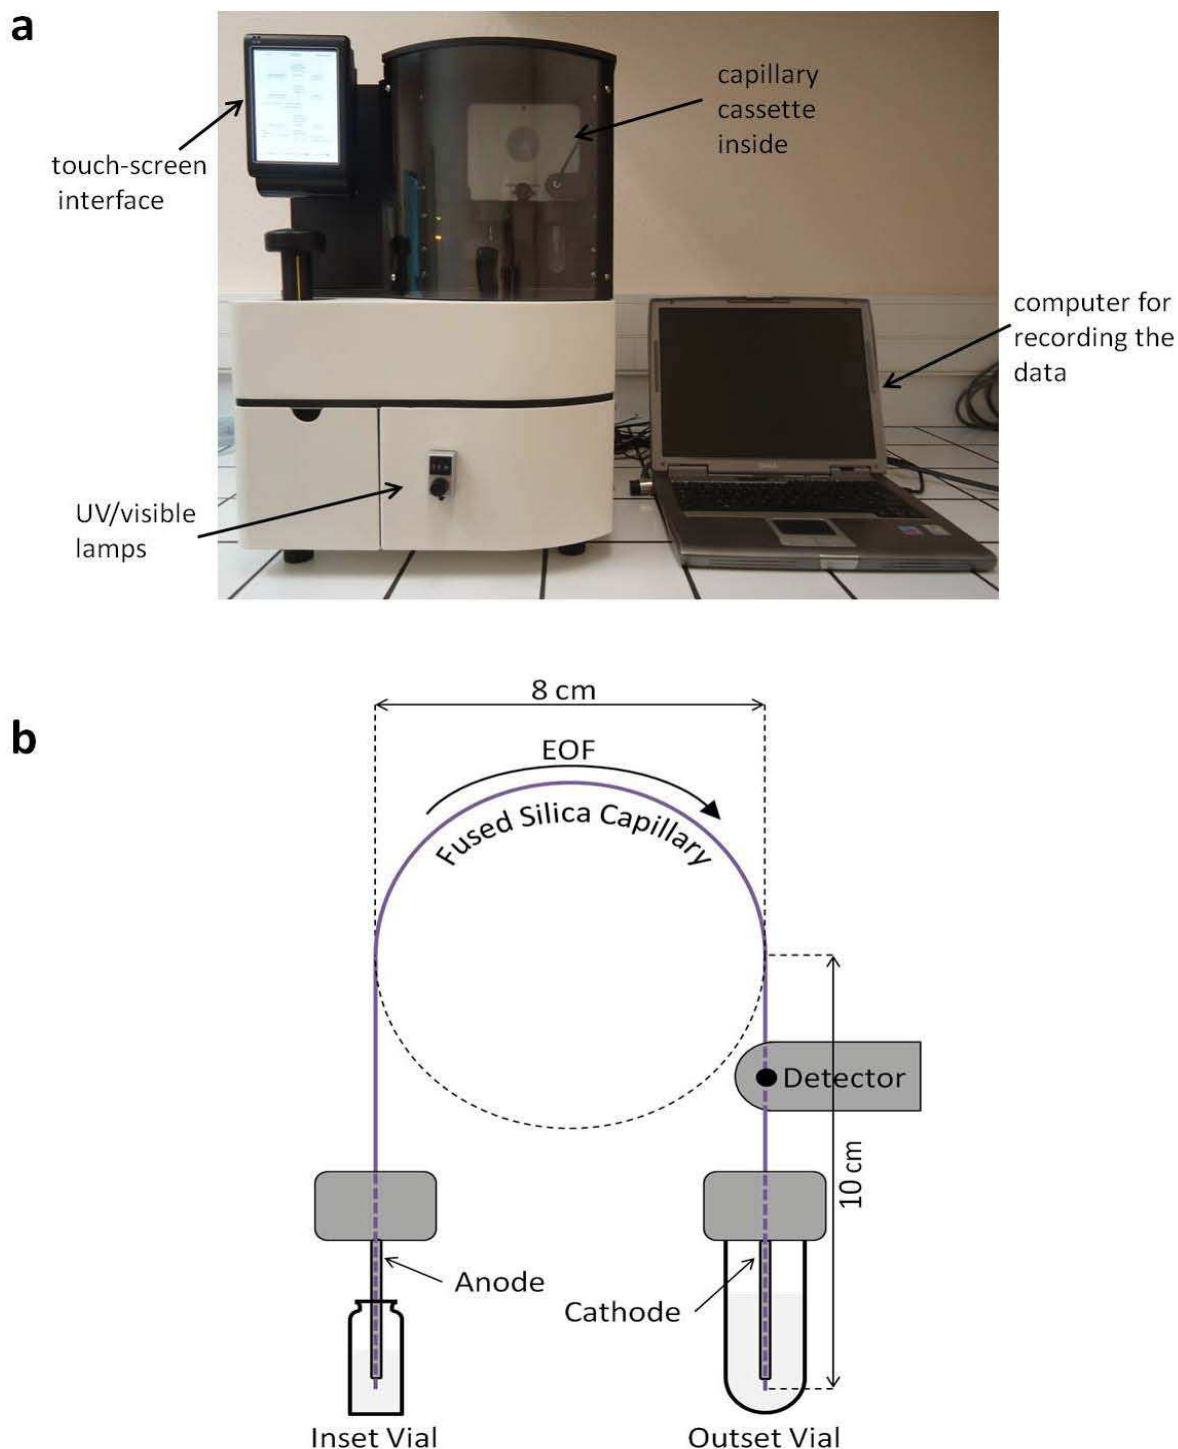 a
touch-screen
interface
capillary
cassette
inside
computer for
recording the
data
UV/visible
lamps
DELL
b
8 cm
EOF
Fused Silica Capillary
Detector
10 cm
Anode
Cathode
Inset Vial
Outset Vial